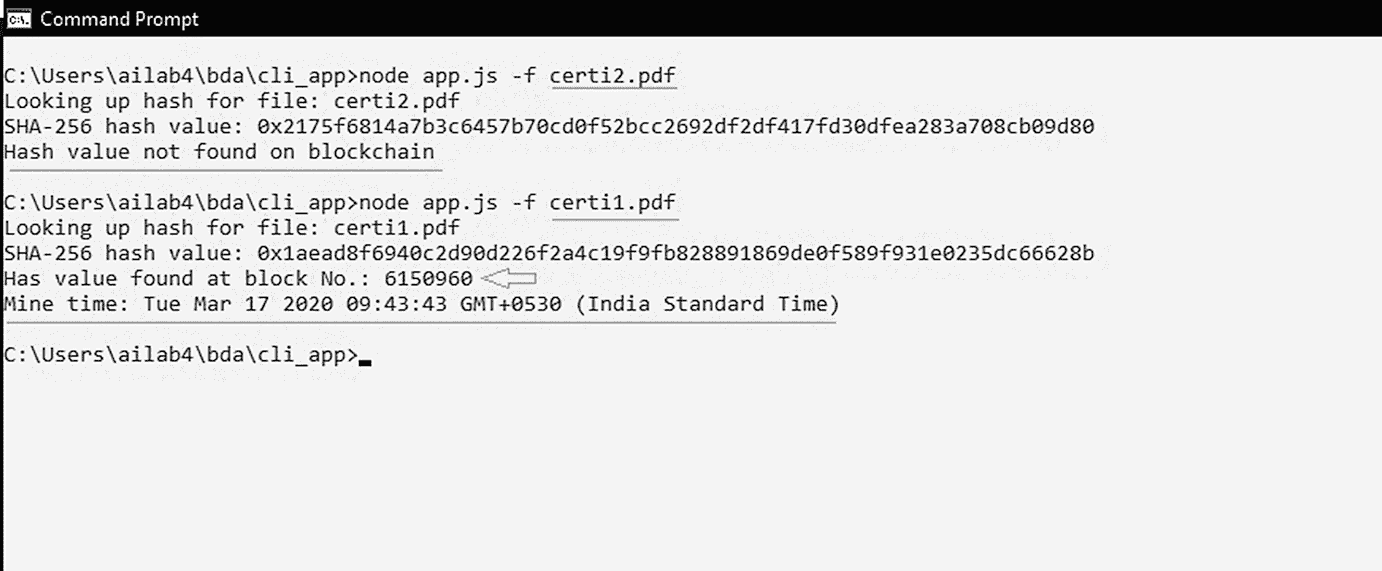 Command Prompt
C:\Users\ailab4\bda\cli_app>node app.js -f certi2.pdf
Looking up hash for file: certi2.pdf
SHA-256 hash value: 0x2175f6814a7b3c6457b70cd0f52bcc2692df2df417fd30dfea283a708cb09d80
Hash value not found on blockchain
C:\Users\ailab4\bda\cli_app>node app.js -f certi1.pdf
Looking up hash for file: certi1.pdf
SHA-256 hash value: 0x1aead8f6940c2d90d226f2a4c19f9fb828891869de0f589f931e0235dc66628b
Has value found at block No.: 6150960
Mine time: Tue Mar 17 2020 09:43:43 GMT+0530 (India Standard Time)
C:\Users\ailab4\bda\cli_app>